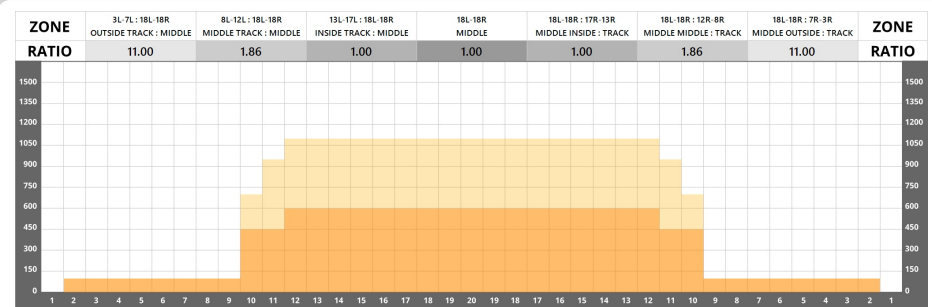 ZONE 3L-7L : 18L-18R 8L-12L : 18L-18R 13L-17L : 18L-18R 18L-18R 18L-18R : 17R-13R 18L-18R : 12R-8R 18L-18R : 7R-3R ZONE
OUTSIDE TRACK : MIDDLE MIDDLE TRACK : MIDDLE INSIDE TRACK : MIDDLE MIDDLE MIDDLE INSIDE : TRACK MIDDLE MIDDLE : TRACK MIDDLE OUTSIDE : TRACK
RATIO 11.00 1.86 1.00 1.00 1.00 1.86 11.00 RATIO
1500 1500
1350 1350
1200 1200
1050 1050
900 900
750 750
600 600
450 450
300 300
150 150
0 0
1 2 3 4 5 6 7 8 9 10 11 12 13 14 15 16 17 18 19 20 19 18 17 16 15 14 13 12 11 10 9 8 7 6 5 4 3 2 1